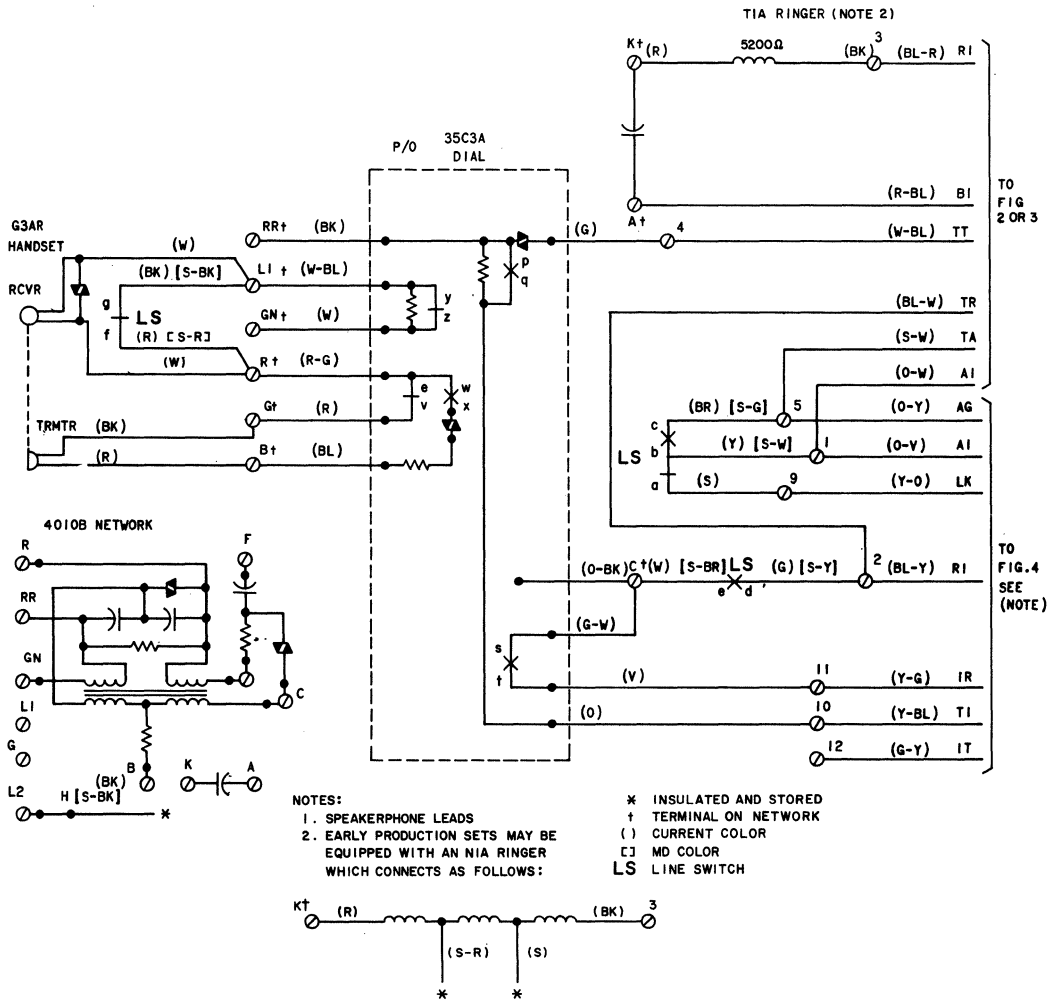 TIA RINGER (NOTE 2)
K† (R) 5200Ω (BK) 3 (BL-R) RI
P/O 35C3A
DIAL
A† (R-BL) BI
TO
FIG
2 OR 3
G3AR
HANDSET
(W) RR† (BK) (G) 4 (W-BL) TT
p
q
(BK) [S-BK] LI † (W-BL)
RCVR
g
LS
f
y
z
GN† (W)
(R) [S-R]
(W) R† (R-G)
(BL-W) TR
(S-W) TA
(O-W) AI
e
v
w
x
G† (R)
TRMTR (BK)
(R) B† (BL)
(BR) [S-G] 5 (O-Y) AG
c
LS b (Y) [S-W] 1 (O-V) AI
a (S) 9 (Y-O) LK
4010B NETWORK
R
F
RR
GN
LI
C
G
B
K
A
(BK)
L2
H [S-BK] *
(O-BK) C† (W) [S-BR] LS (G) [S-Y] 2 (BL-Y) RI
e d
TO
FIG.4
SEE
(NOTE)
(G-W)
s
t
(V) 11 (Y-G) IR
(O) 10 (Y-BL) TI
12 (G-Y) IT
NOTES:
1. SPEAKERPHONE LEADS
2. EARLY PRODUCTION SETS MAY BE
EQUIPPED WITH AN NIA RINGER
WHICH CONNECTS AS FOLLOWS:
* INSULATED AND STORED
† TERMINAL ON NETWORK
( ) CURRENT COLOR
[ ] MD COLOR
LS LINE SWITCH
K† (R) (BK) 3
(S-R) (S)
* *